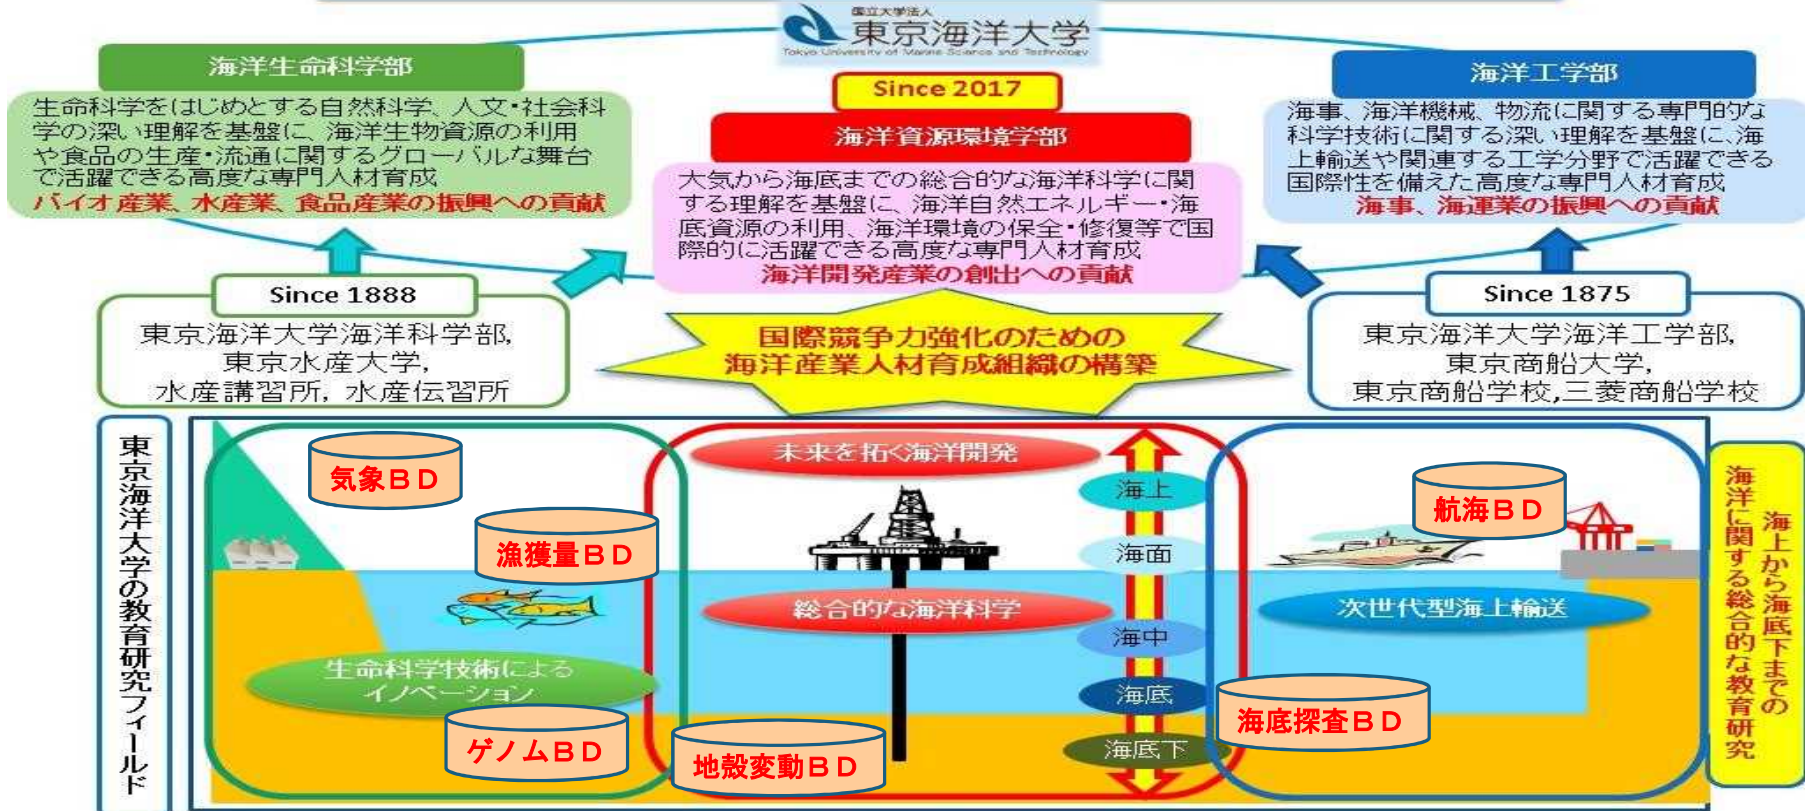 国立大学法人
東京海洋大学
Tokyo University of Marine Science and Technology
海洋生命科学部
生命科学をはじめとする自然科学、人文・社会科
学の深い理解を基盤に、海洋生物資源の利用
や食品の生産・流通に関するグローバルな舞台
で活躍できる高度な専門人材育成
バイオ産業、水産業、食品産業の振興への貢献
Since 2017
海洋資源環境学部
大気から海底までの総合的な海洋科学に関
する理解を基盤に、海洋自然エネルギー・海
底資源の利用、海洋環境の保全・修復等で国
際的に活躍できる高度な専門人材育成
海洋開発産業の創出への貢献
海洋工学部
海事、海洋機械、物流に関する専門的な
科学技術に関する深い理解を基盤に、海
上輸送や関連する工学分野で活躍できる
国際性を備えた高度な専門人材育成
海事、海運業の振興への貢献
Since 1888
東京海洋大学海洋科学部,
東京水産大学,
水産講習所, 水産伝習所
国際競争力強化のための
海洋産業人材育成組織の構築
Since 1875
東京海洋大学海洋工学部,
東京商船大学,
東京商船学校,三菱商船学校
東京海洋大学の教育研究フィールド
気象BD
漁獲量BD
生命科学技術による
イノベーション
ゲノムBD
未来を拓く海洋開発
総合的な海洋科学
地殻変動BD
海上
海面
海中
海底
海底下
航海BD
次世代型海上輸送
海底探査BD
海上から海底下までの
海洋に関する総合的な教育研究